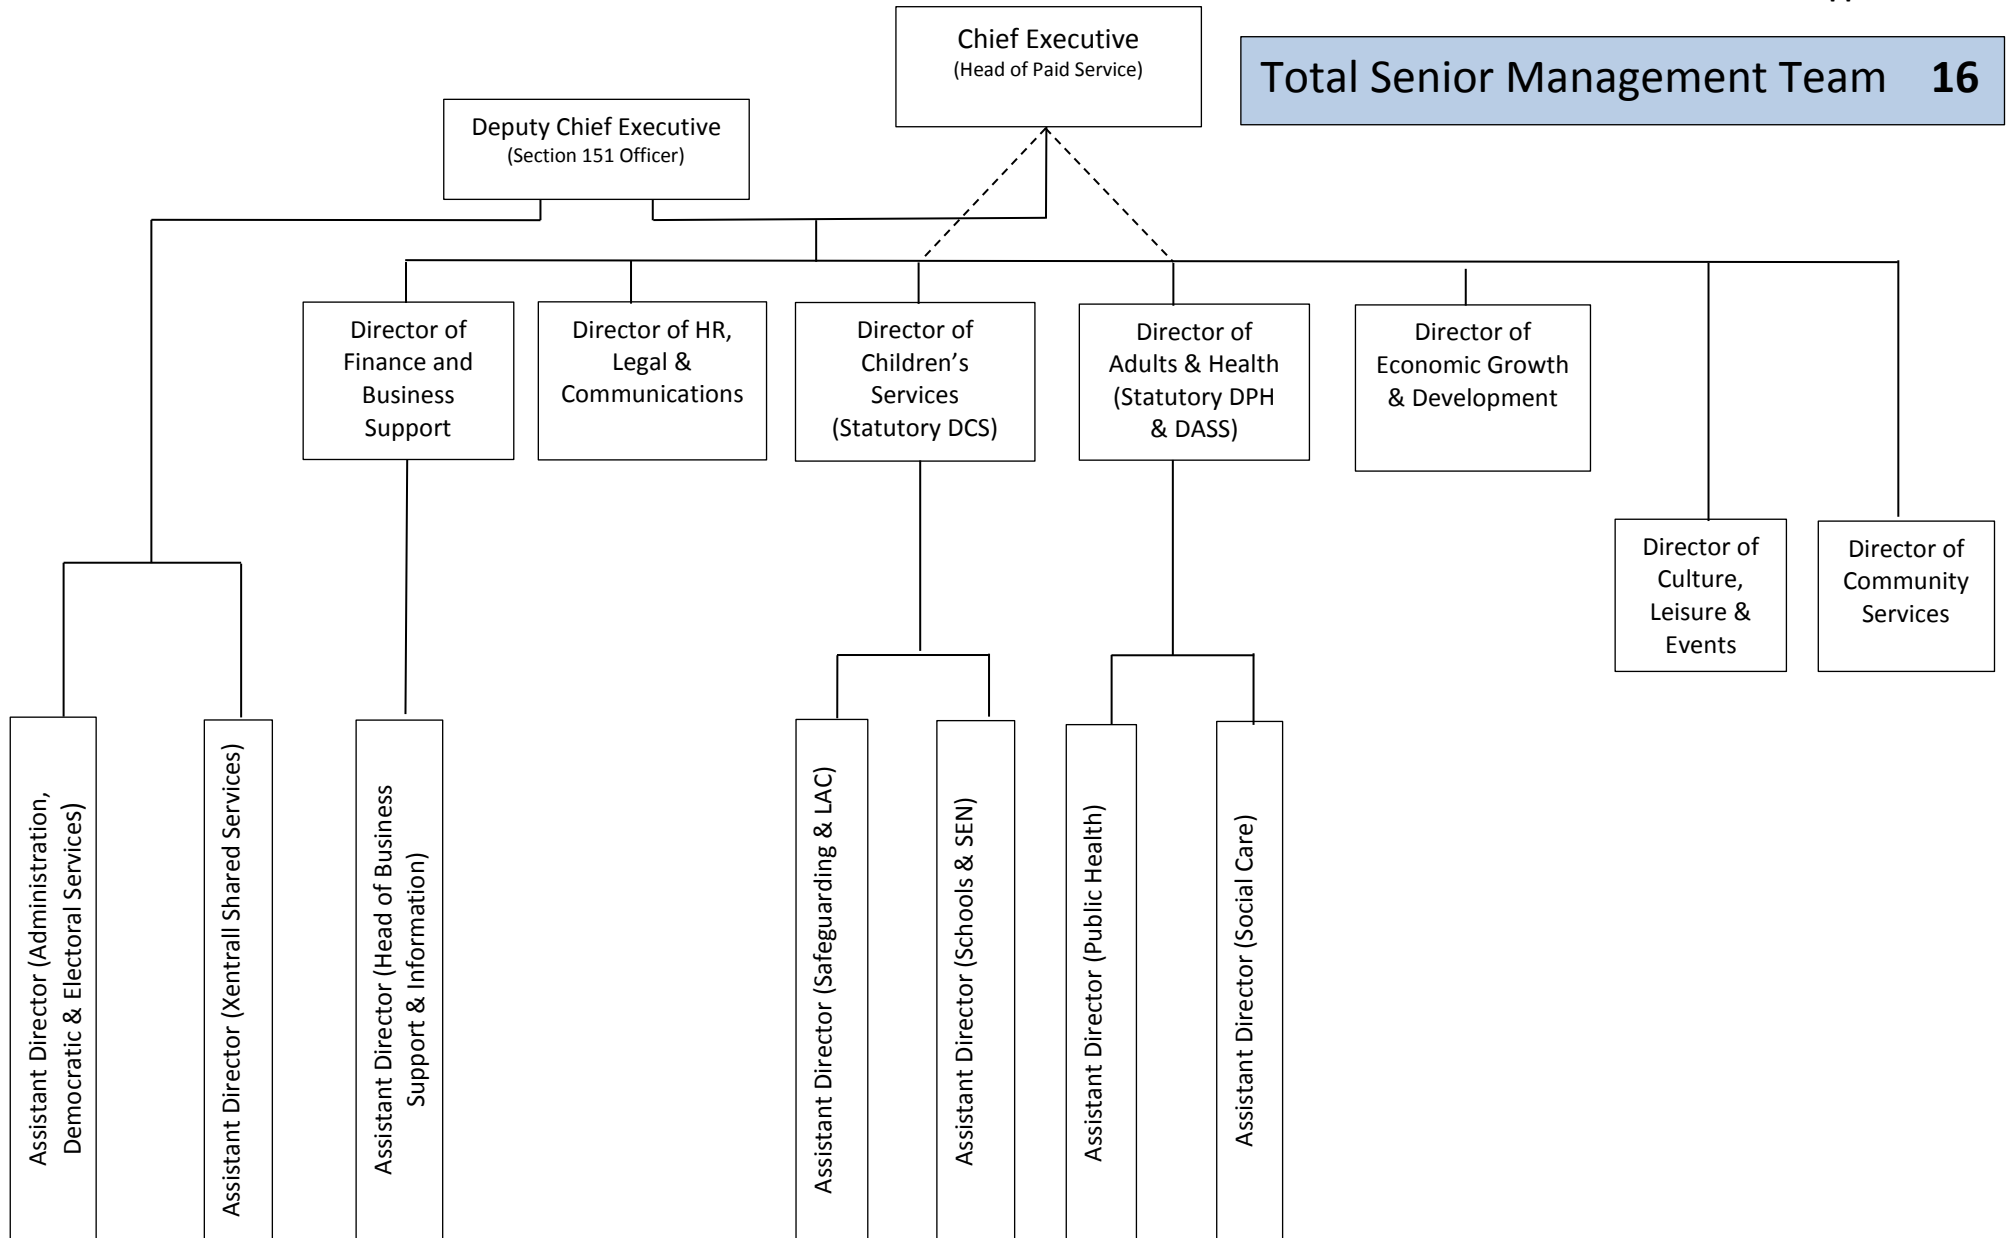 Chief Executive
(Head of Paid Service)
Total Senior Management Team 16
Deputy Chief Executive
(Section 151 Officer)
Director of
Finance and
Business
Support
Director of HR,
Legal &
Communications
Director of
Children’s
Services
(Statutory DCS)
Director of
Adults & Health
(Statutory DPH
& DASS)
Director of
Economic Growth
& Development
Director of
Culture,
Leisure &
Events
Director of
Community
Services
Assistant Director (Administration,
Democratic & Electoral Services)
Assistant Director (Xentrall Shared Services)
Assistant Director (Head of Business
Support & Information)
Assistant Director (Safeguarding & LAC)
Assistant Director (Schools & SEN)
Assistant Director (Public Health)
Assistant Director (Social Care)